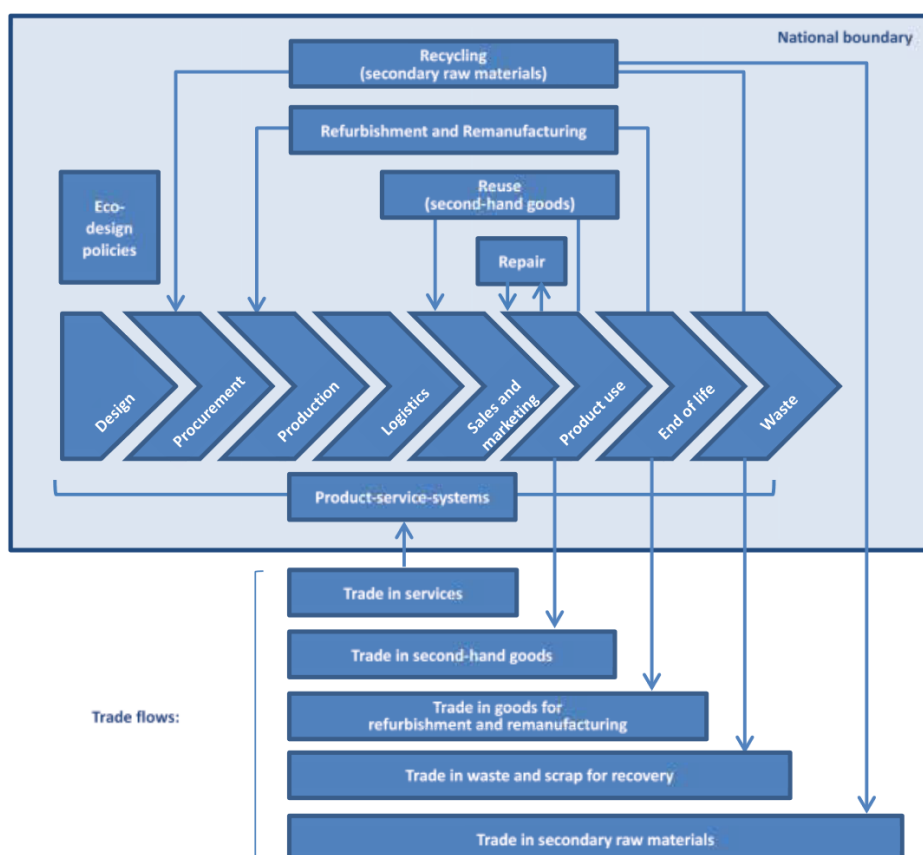 National boundary
Recycling
(secondary raw materials)
Refurbishment and Remanufacturing
Reuse
(second-hand goods)
Eco-
design
policies
Repair
Design
Procurement
Production
Logistics
Sales and
marketing
Product use
End of life
Waste
Product-service-systems
Trade in services
Trade in second-hand goods
Trade in goods for
refurbishment and remanufacturing
Trade flows:
Trade in waste and scrap for recovery
Trade in secondary raw materials